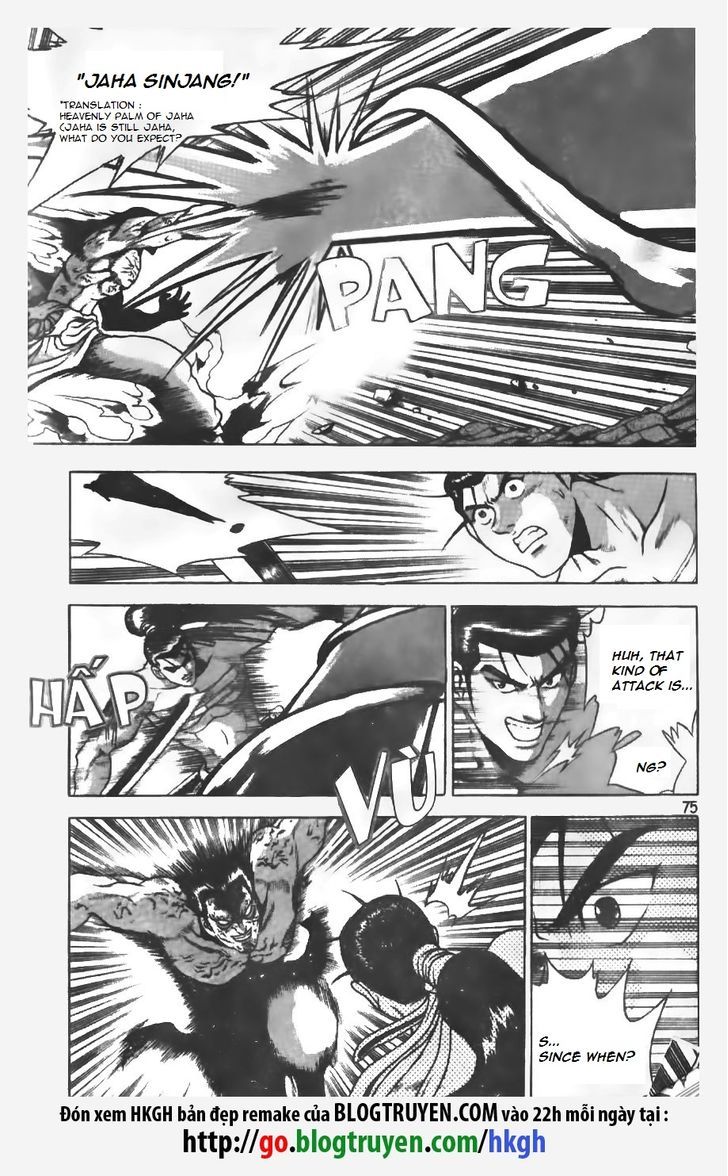 "JAHA SINJANG!"
"TRANSLATION :
HEAVENLY PALM OF JAHA
(JAHA IS STILL JAHA,
WHAT DO YOU EXPECT?
PANG
HUH, THAT
KIND OF
ATTACK IS...
NG?
HẤP
VÙ
75
S...
SINCE WHEN?
Đón xem HKGH bản đẹp remake của BLOGTRUYEN.COM vào 22h mỗi ngày tại :
http://go.blogtruyen.com/hkgh